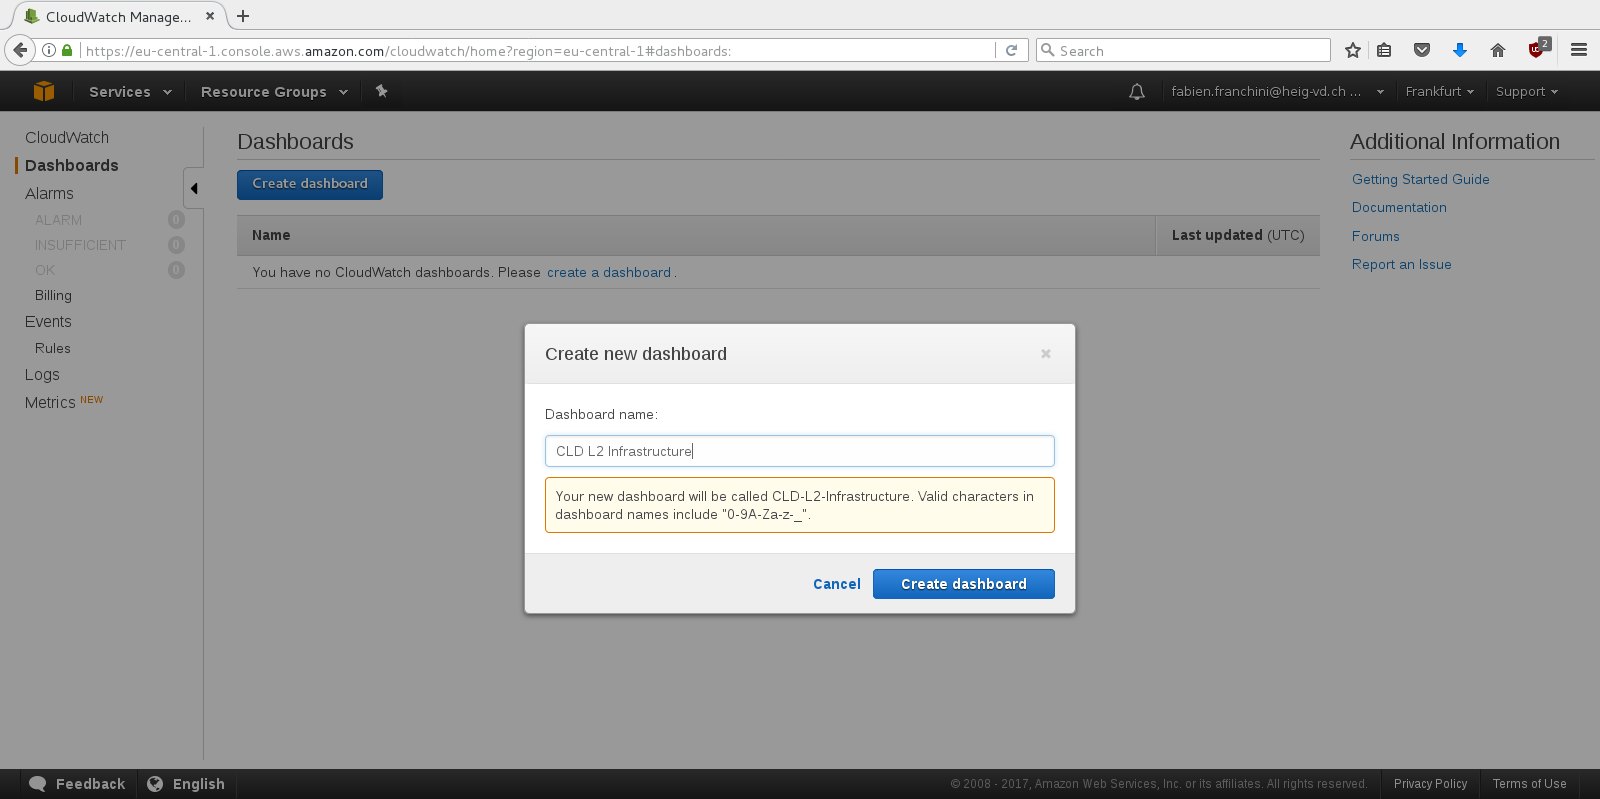 CloudWatch Manage...
https://eu-central-1.console.aws.amazon.com/cloudwatch/home?region=eu-central-1#dashboards:
Search
2
Services
Resource Groups
fabien.franchini@heig-vd.ch ...
Frankfurt
Support
CloudWatch
Dashboards
Alarms
ALARM 0
INSUFFICIENT 0
OK 0
Billing
Events
Rules
Logs
Metrics NEW
Dashboards
Create dashboard
Name
Last updated (UTC)
You have no CloudWatch dashboards. Please create a dashboard.
Additional Information
Getting Started Guide
Documentation
Forums
Report an Issue
Create new dashboard
Dashboard name:
CLD L2 Infrastructure
Your new dashboard will be called CLD-L2-Infrastructure. Valid characters in
dashboard names include "0-9A-Za-z-_".
Cancel
Create dashboard
Feedback
English
© 2008 - 2017, Amazon Web Services, Inc. or its affiliates. All rights reserved.
Privacy Policy
Terms of Use